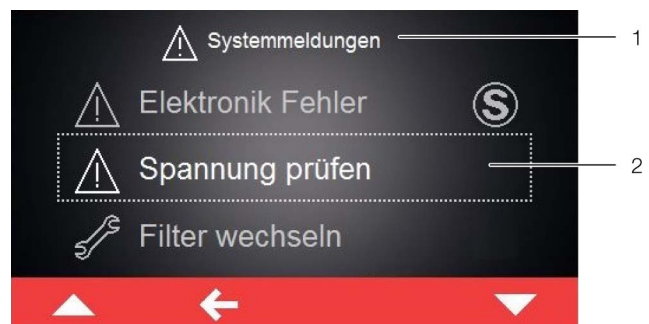 Systemmeldungen
1
Elektronik Fehler
S
Spannung prüfen
2
Filter wechseln